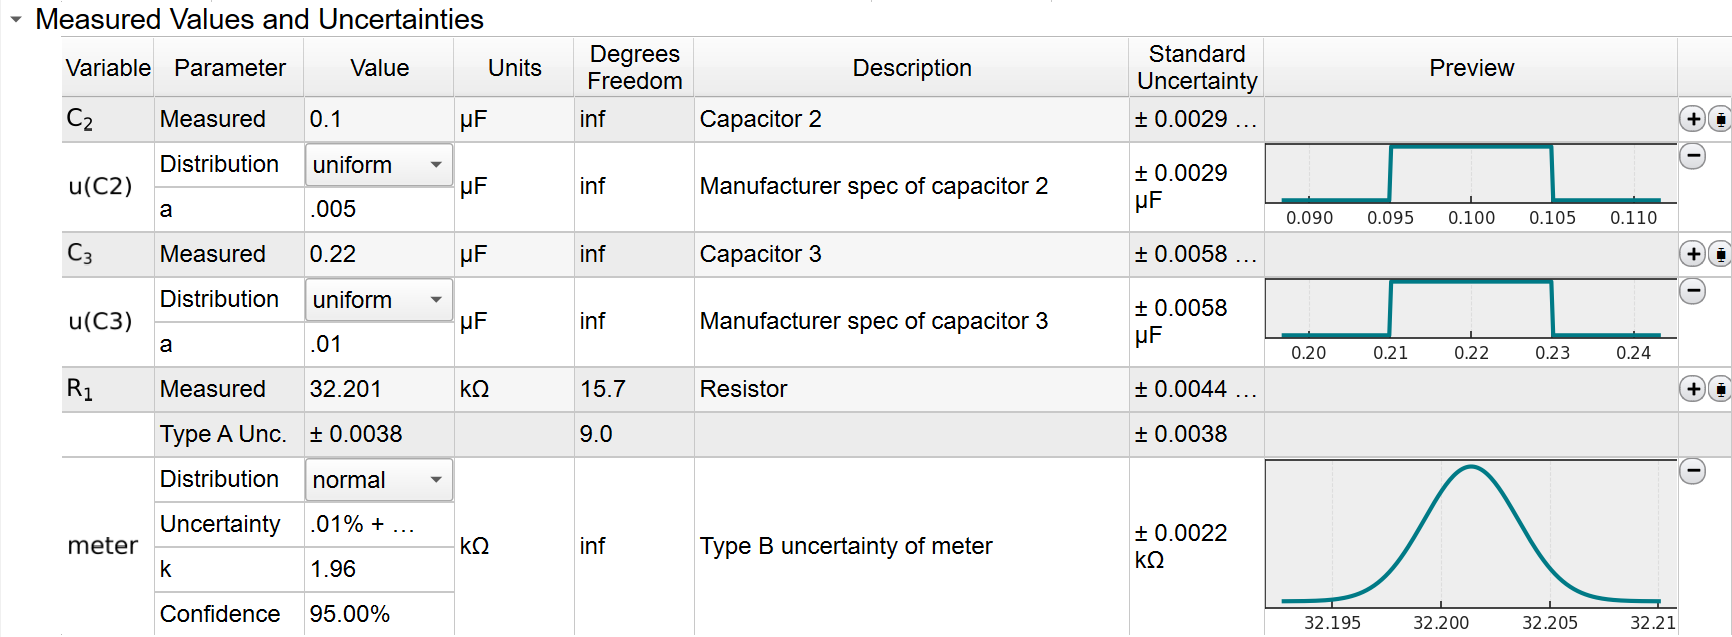 Measured Values and Uncertainties
Variable Parameter Value Units Degrees Freedom Description Standard Uncertainty Preview
C₂ Measured 0.1 µF inf Capacitor 2 ± 0.0029 …
u(C2) Distribution uniform µF inf Manufacturer spec of capacitor 2 ± 0.0029 µF
a .005
0.090 0.095 0.100 0.105 0.110
C₃ Measured 0.22 µF inf Capacitor 3 ± 0.0058 …
u(C3) Distribution uniform µF inf Manufacturer spec of capacitor 3 ± 0.0058 µF
a .01
0.20 0.21 0.22 0.23 0.24
R₁ Measured 32.201 kΩ 15.7 Resistor ± 0.0044 …
Type A Unc. ± 0.0038 9.0 ± 0.0038
Distribution normal
Uncertainty .01% + …
meter kΩ inf Type B uncertainty of meter ± 0.0022 kΩ
k 1.96
Confidence 95.00%
32.195 32.200 32.205 32.21